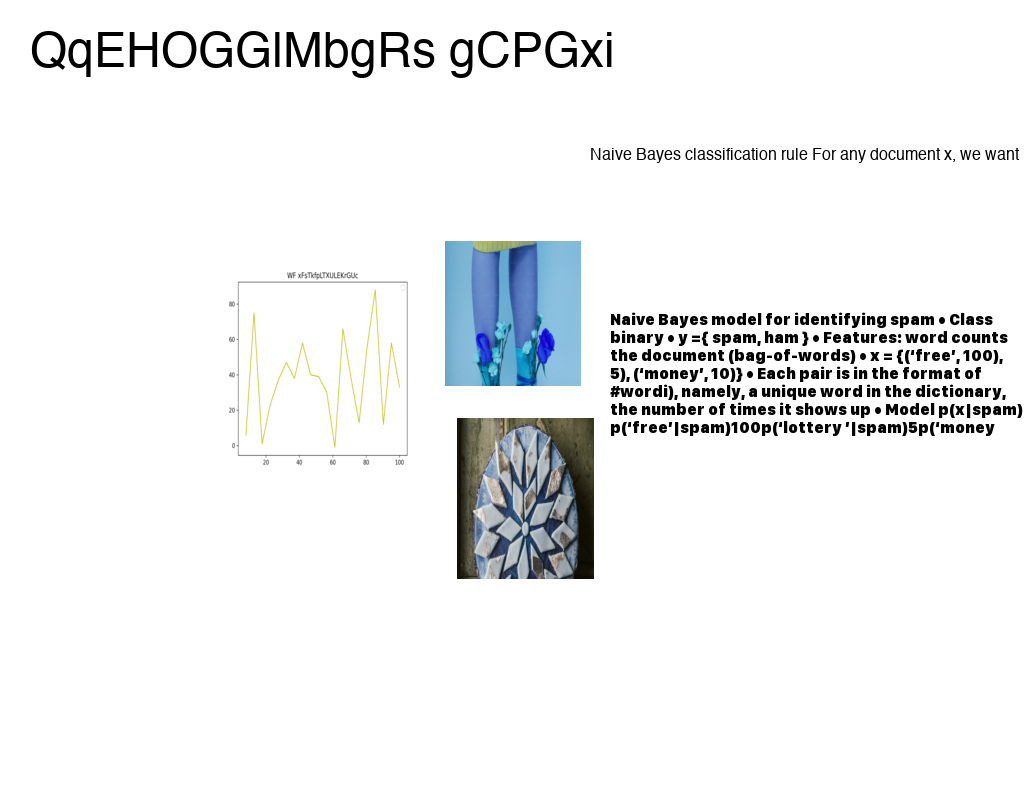 QqEHOGGlMbgRs gCPGxi
Naive Bayes classification rule For any document x, we want
WF xFsTkfpLTXULEKrGUc
80
60
40
20
0
20 40 60 80 100
Naive Bayes model for identifying spam • Class
binary • y ={ spam, ham } • Features: word counts
the document (bag-of-words) • x = {(‘free’, 100),
5), (‘money’, 10)} • Each pair is in the format of
#wordi), namely, a unique word in the dictionary,
the number of times it shows up • Model p(x|spam)
p(‘free’|spam)100p(‘lottery ’|spam)5p(‘money